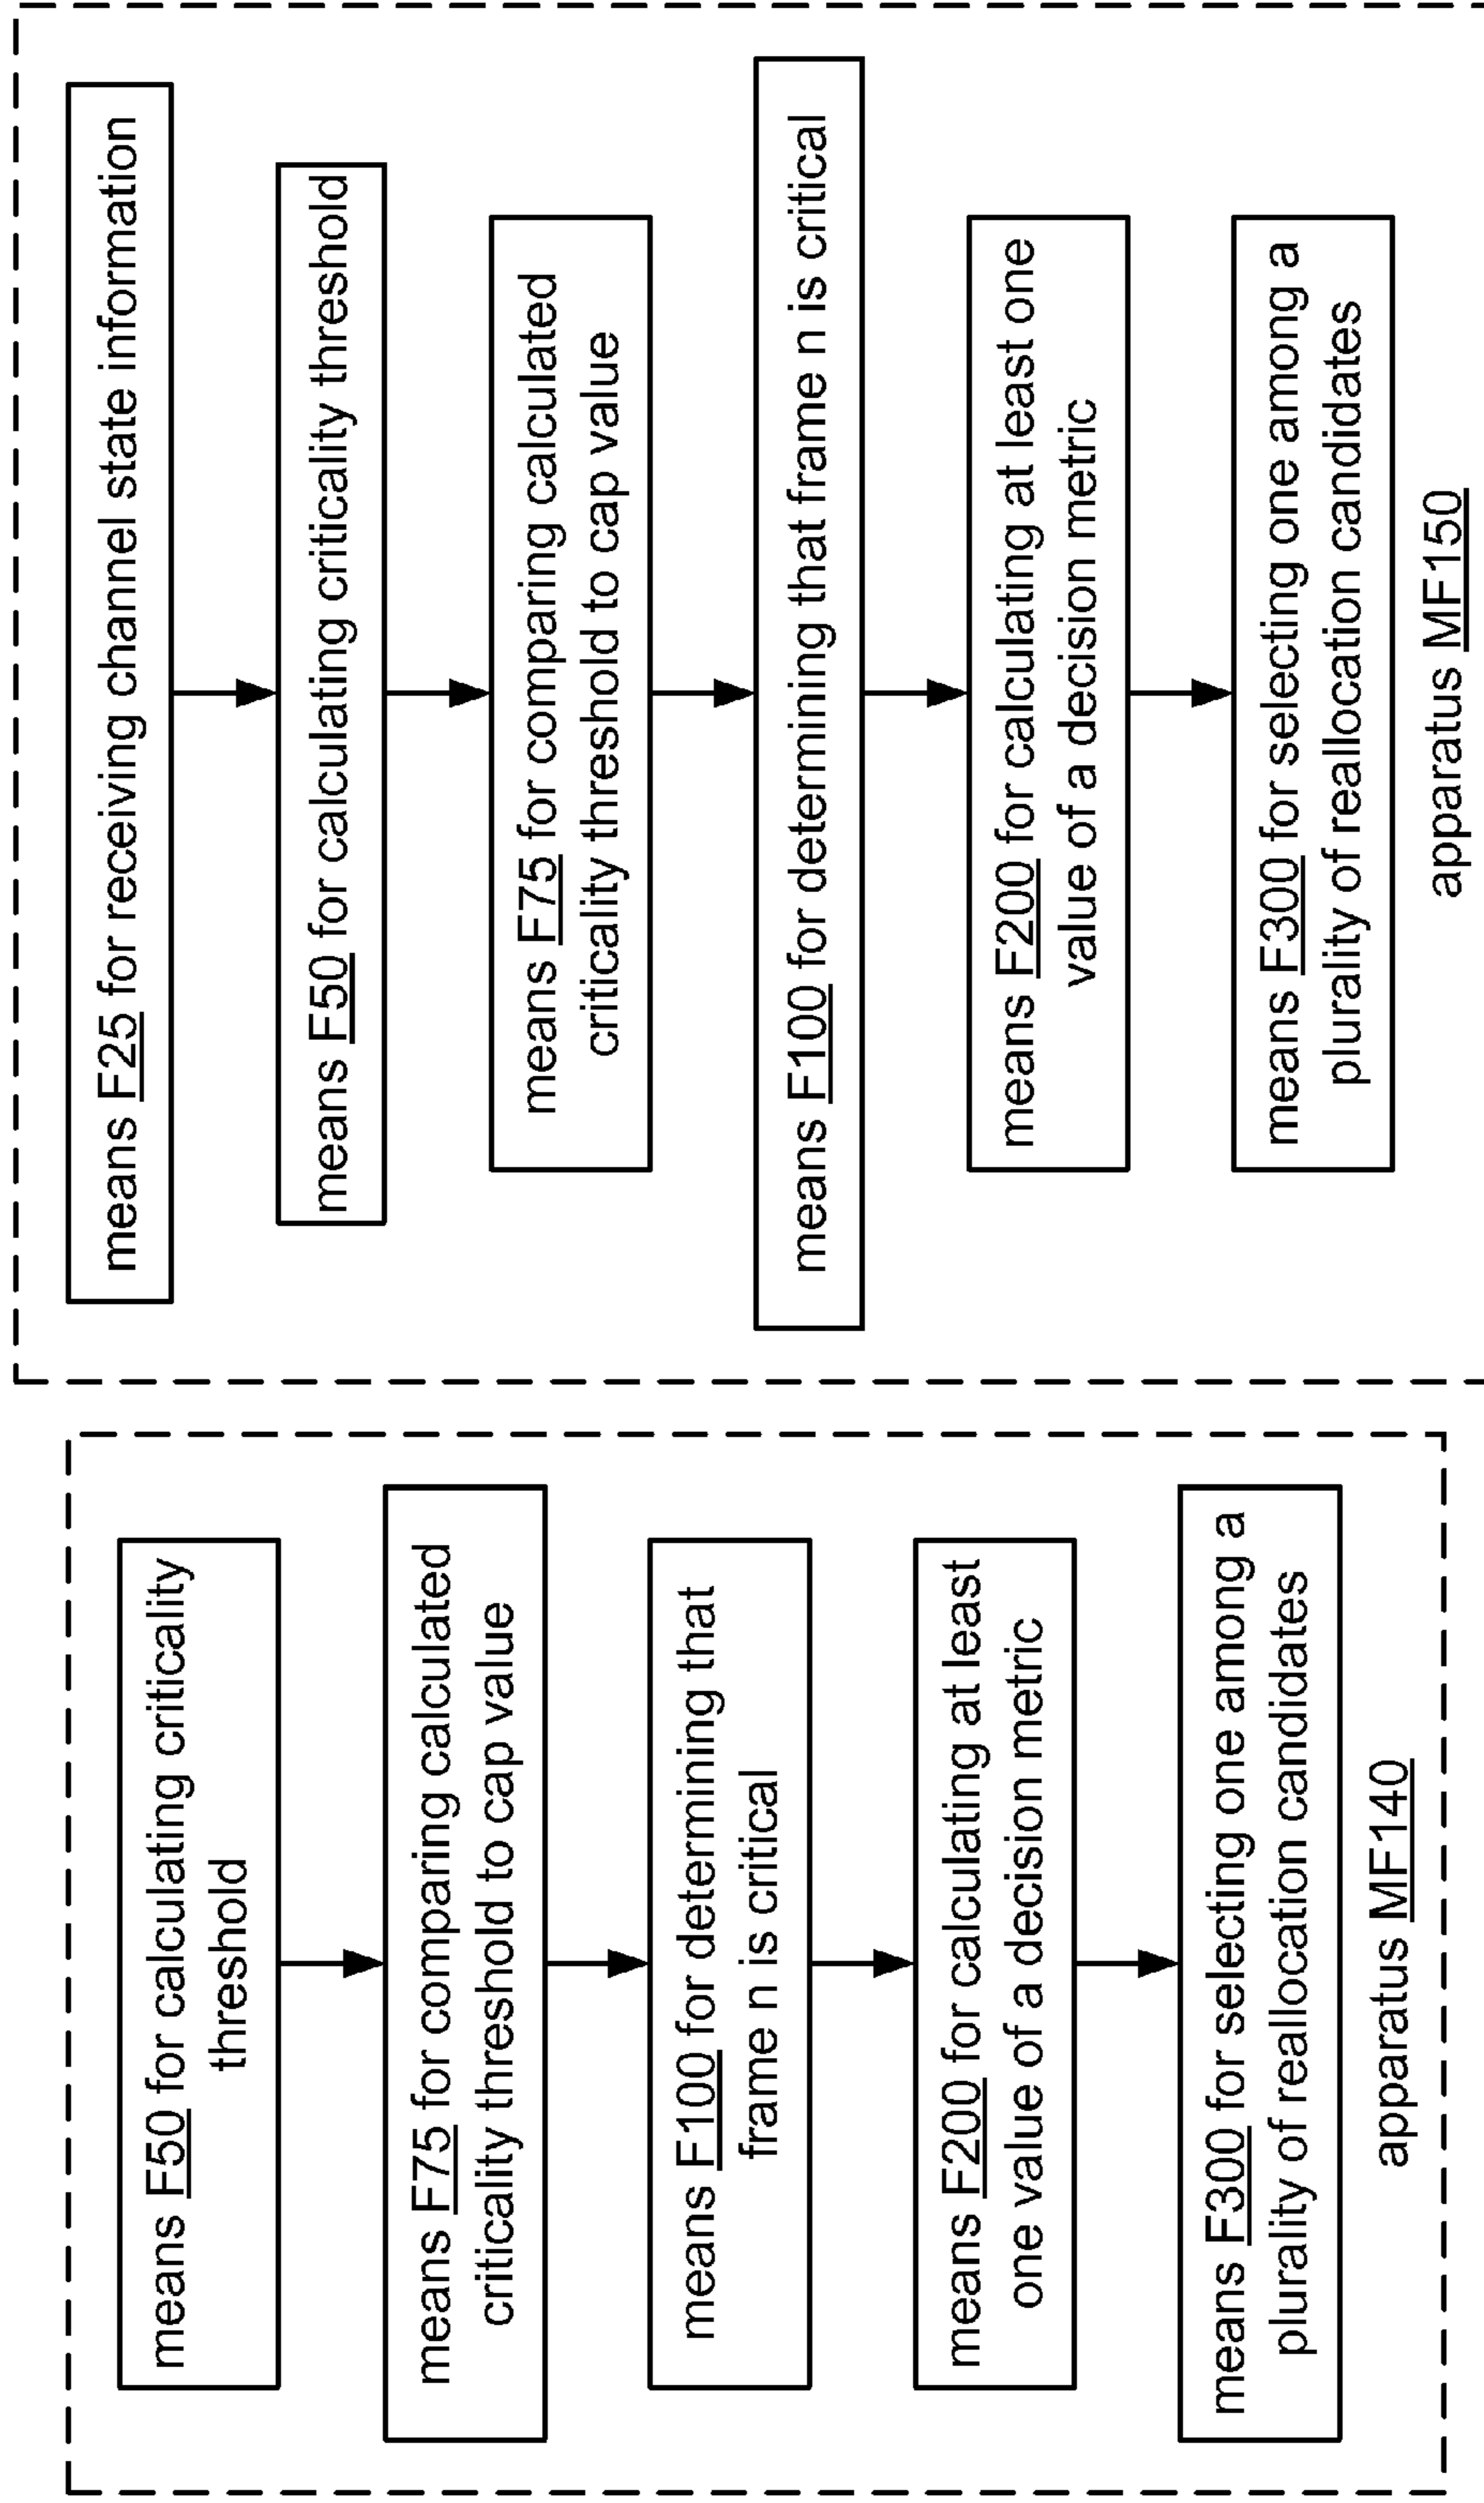 means F50 for calculating criticality
threshold
means F75 for comparing calculated
criticality threshold to cap value
means F100 for determining that
frame n is critical
means F200 for calculating at least
one value of a decision metric
means F300 for selecting one among a
plurality of reallocation candidates
apparatus MF140
means F25 for receiving channel state information
means F50 for calculating criticality threshold
means F75 for comparing calculated
criticality threshold to cap value
means F100 for determining that frame n is critical
means F200 for calculating at least one
value of a decision metric
means F300 for selecting one among a
plurality of reallocation candidates
apparatus MF150